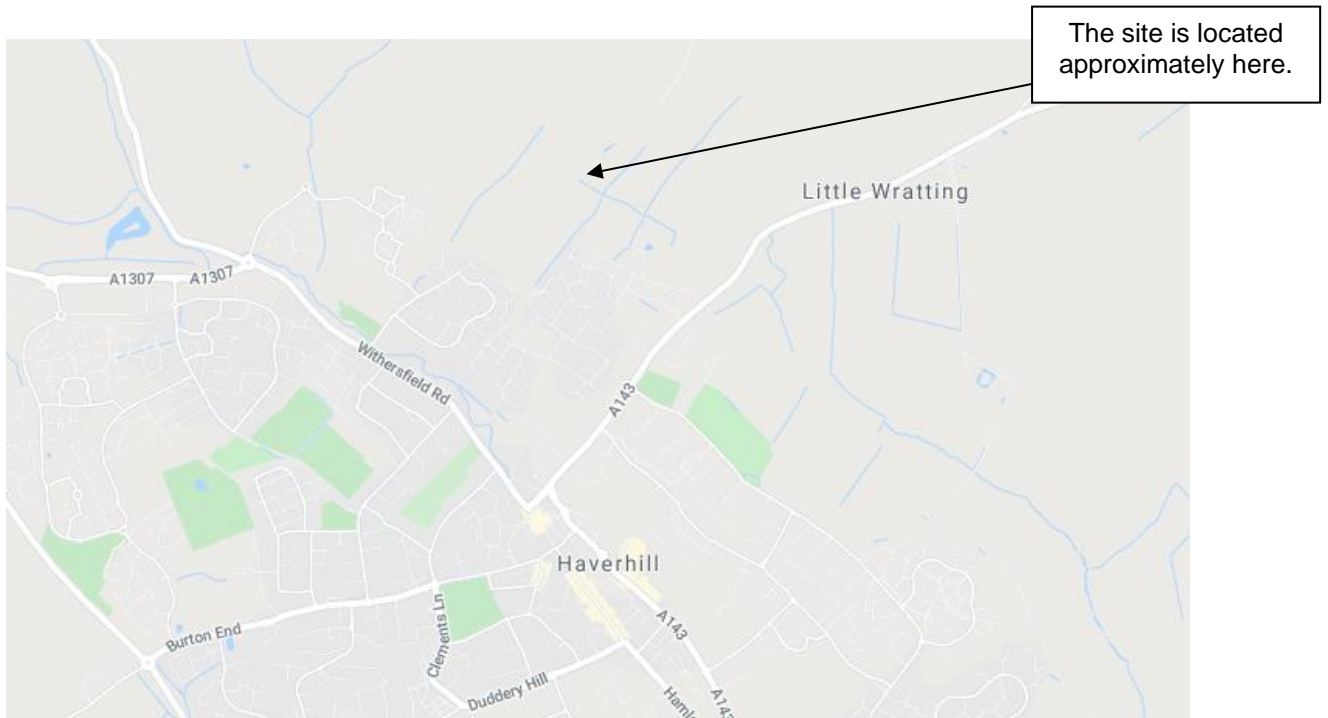 The site is located
approximately here.
Little Wratting
A1307
A1307
Withersfield Rd
A143
Haverhill
Burton End
Clements Ln
A143
Duddery Hill
Haml
A143